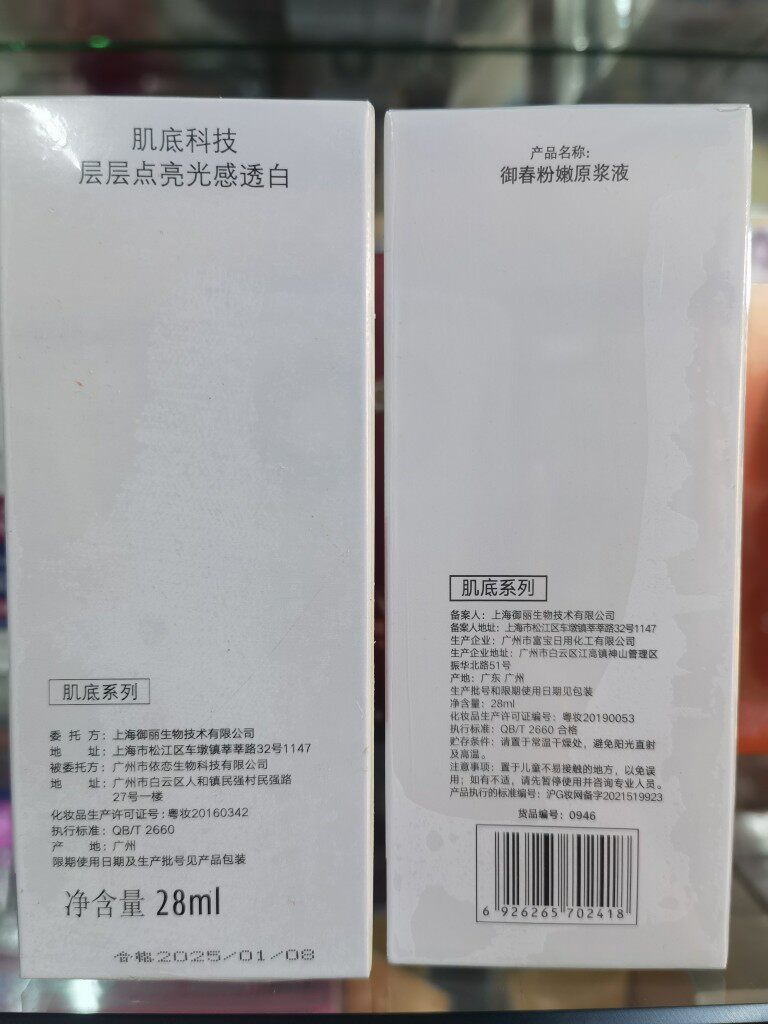 肌底科技
层层点亮光感透白
肌底系列
委 托 方：上海御丽生物技术有限公司
地 址：上海市松江区车墩镇莘莘路32号1147
被委托方：广州市依恋生物科技有限公司
地 址：广州市白云区人和镇民强村民强路
27号一楼
化妆品生产许可证号：粤妆20160342
执行标准：QB/T 2660
产 地：广州
限期使用日期及生产批号见产品包装
净含量 28ml
合格2025/01/08
产品名称：
御春粉嫩原浆液
肌底系列
备案人：上海御丽生物技术有限公司
备案人地址：上海市松江区车墩镇莘莘路32号1147
生产企业：广州市富宝日用化工有限公司
生产企业地址：广州市白云区江高镇神山管理区
振华北路51号
产地：广东 广州
生产批号和限期使用日期见包装
净含量：28ml
化妆品生产许可证编号：粤妆20190053
执行标准：QB/T 2660 合格
贮存条件：请置于常温干燥处，避免阳光直射
及高温。
注意事项：置于儿童不易接触的地方，以免误
用；如有不适，请先暂停使用并咨询专业人员。
产品执行的标准编号：沪G妆网备字2021519923
货品编号：0946
6 926265 702418